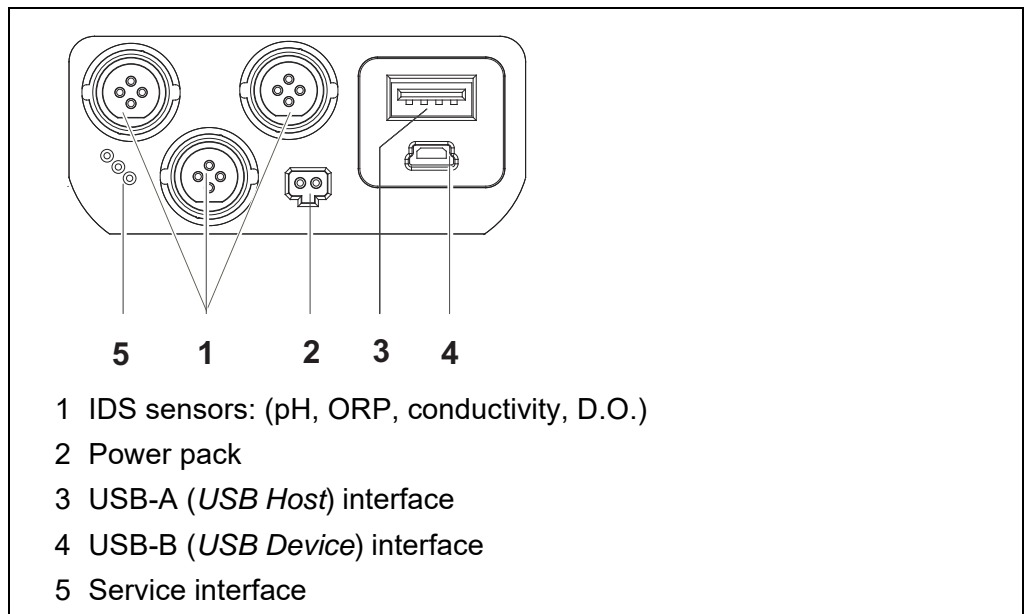 5 1 2 3 4
1 IDS sensors: (pH, ORP, conductivity, D.O.)
2 Power pack
3 USB-A (USB Host) interface
4 USB-B (USB Device) interface
5 Service interface